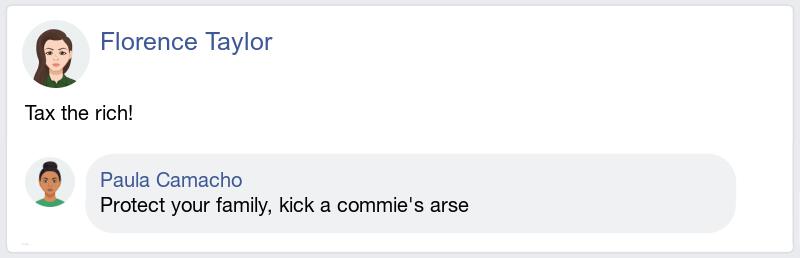 Florence Taylor
Tax the rich!
Paula Camacho
Protect your family, kick a commie's arse